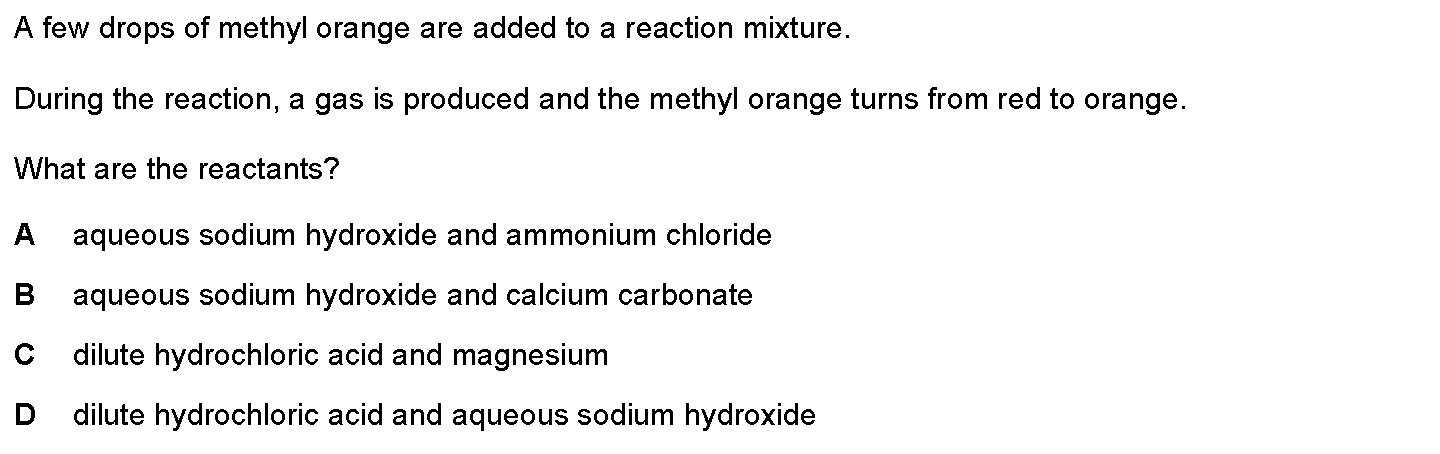 A few drops of methyl orange are added to a reaction mixture.
During the reaction, a gas is produced and the methyl orange turns from red to orange.
What are the reactants?
A aqueous sodium hydroxide and ammonium chloride
B aqueous sodium hydroxide and calcium carbonate
C dilute hydrochloric acid and magnesium
D dilute hydrochloric acid and aqueous sodium hydroxide